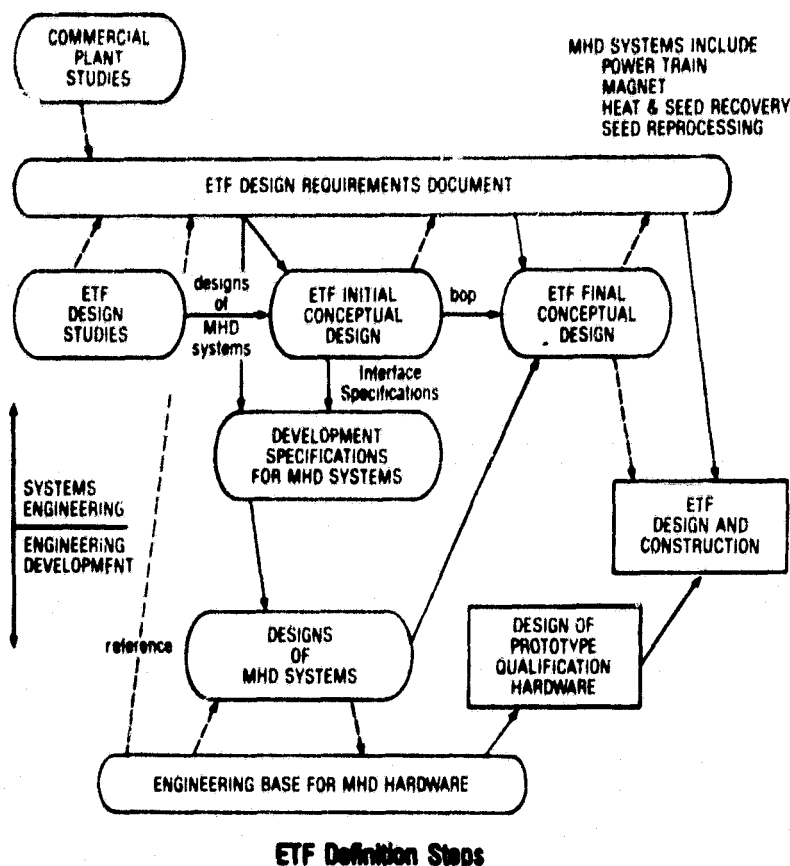 COMMERCIAL
PLANT
STUDIES
MHD SYSTEMS INCLUDE
POWER TRAIN
MAGNET
HEAT & SEED RECOVERY
SEED REPROCESSING
ETF DESIGN REQUIREMENTS DOCUMENT
ETF
DESIGN
STUDIES
designs
of
MHD
systems
ETF INITIAL
CONCEPTUAL
DESIGN
bop
ETF FINAL
CONCEPTUAL
DESIGN
Interface
Specifications
DEVELOPMENT
SPECIFICATIONS
FOR MHD SYSTEMS
SYSTEMS
ENGINEERING
ENGINEERING
DEVELOPMENT
ETF
DESIGN AND
CONSTRUCTION
reference
DESIGNS
OF
MHD SYSTEMS
DESIGN OF
PROTOTYPE
QUALIFICATION
HARDWARE
ENGINEERING BASE FOR MHD HARDWARE
ETF Definition Steps